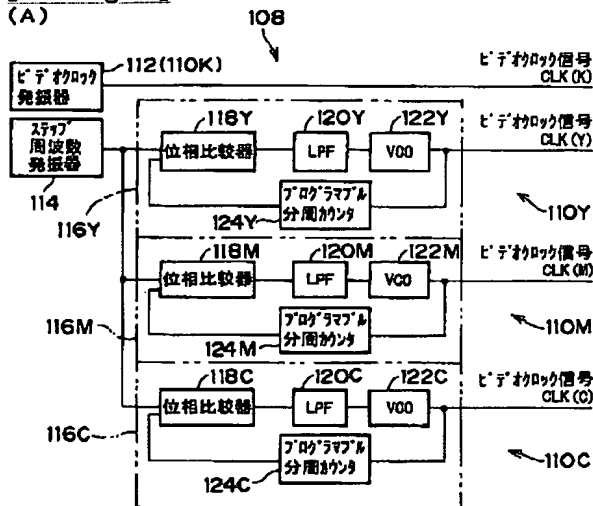 (A)
108
112(110K)
ビデオクロック
発振器
ビデオクロック信号
CLK(K)
ステップ
周波数
発振器
114
118Y
120Y
122Y
位相比較器
LPF
VCO
ビデオクロック信号
CLK(Y)
プログラマブル
分周カウンタ
124Y
116Y
110Y
118M
120M
122M
位相比較器
LPF
VCO
ビデオクロック信号
CLK(M)
プログラマブル
分周カウンタ
124M
116M
110M
118C
120C
122C
位相比較器
LPF
VCO
ビデオクロック信号
CLK(C)
プログラマブル
分周カウンタ
124C
116C
110C